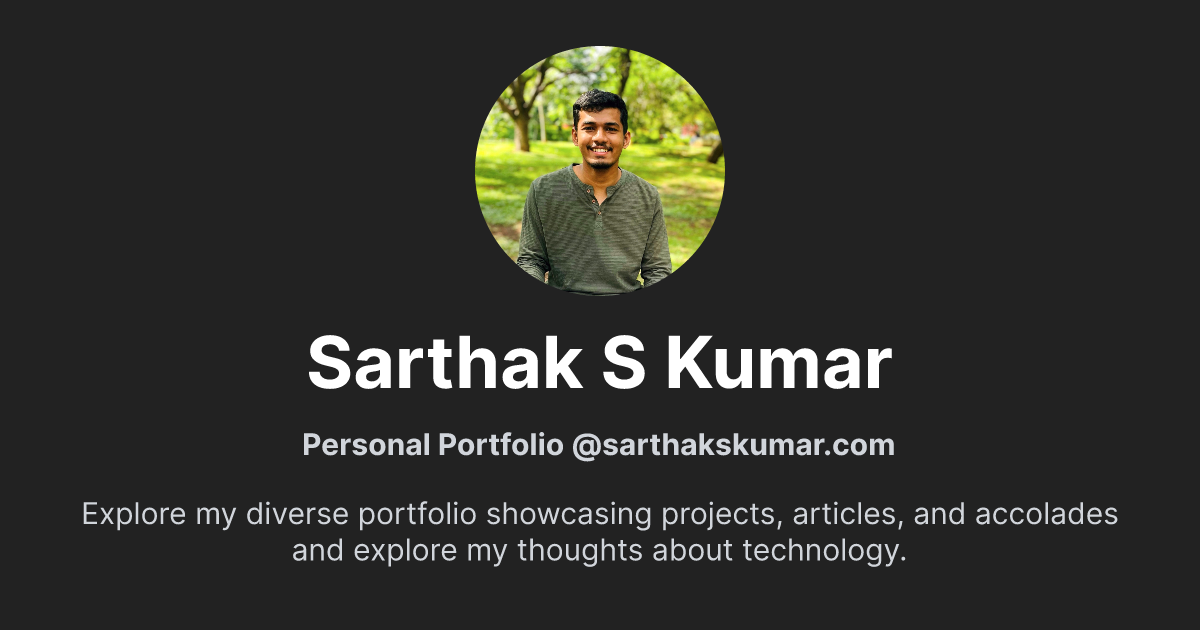 Sarthak S Kumar
Personal Portfolio @sarthakskumar.com
Explore my diverse portfolio showcasing projects, articles, and accolades
and explore my thoughts about technology.